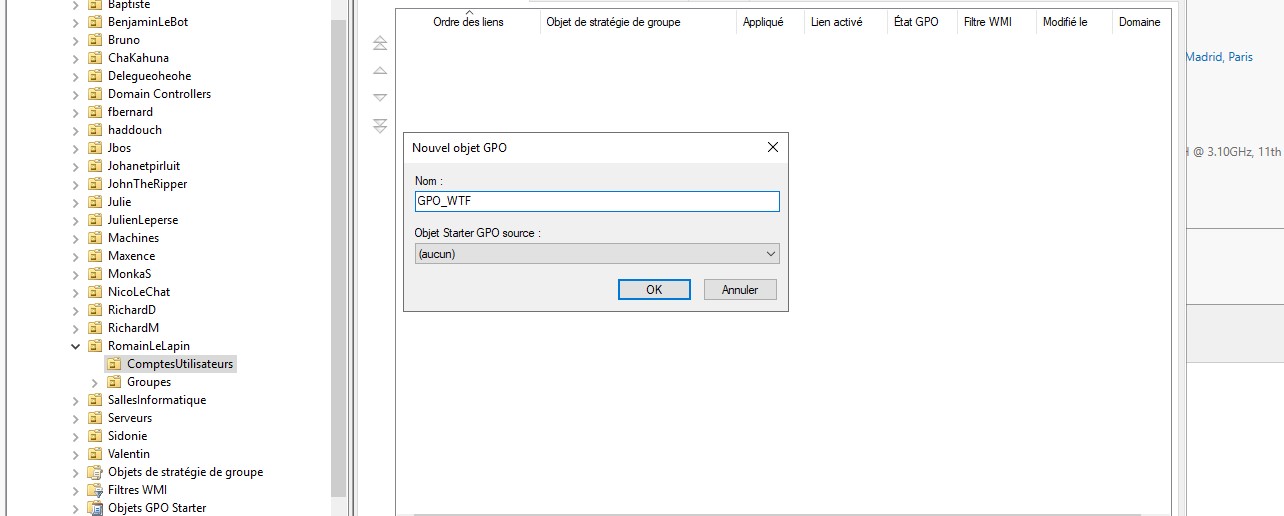 Baptiste
BenjaminLeBot
Bruno
ChaKahuna
Delegueoheohe
Domain Controllers
fbernard
haddouch
Jbos
Johanetpirluit
JohnTheRipper
Julie
JulienLeperse
Machines
Maxence
MonkaS
NicoLeChat
RichardD
RichardM
RomainLeLapin
ComptesUtilisateurs
Groupes
SallesInformatique
Serveurs
Sidonie
Valentin
Objets de stratégie de groupe
Filtres WMI
Objets GPO Starter
Ordre des liens Objet de stratégie de groupe Appliqué Lien activé État GPO Filtre WMI Modifié le Domaine
Nouvel objet GPO
Nom :
GPO_WTF
Objet Starter GPO source :
(aucun)
OK Annuler
Madrid, Paris
@ 3.10GHz, 11th